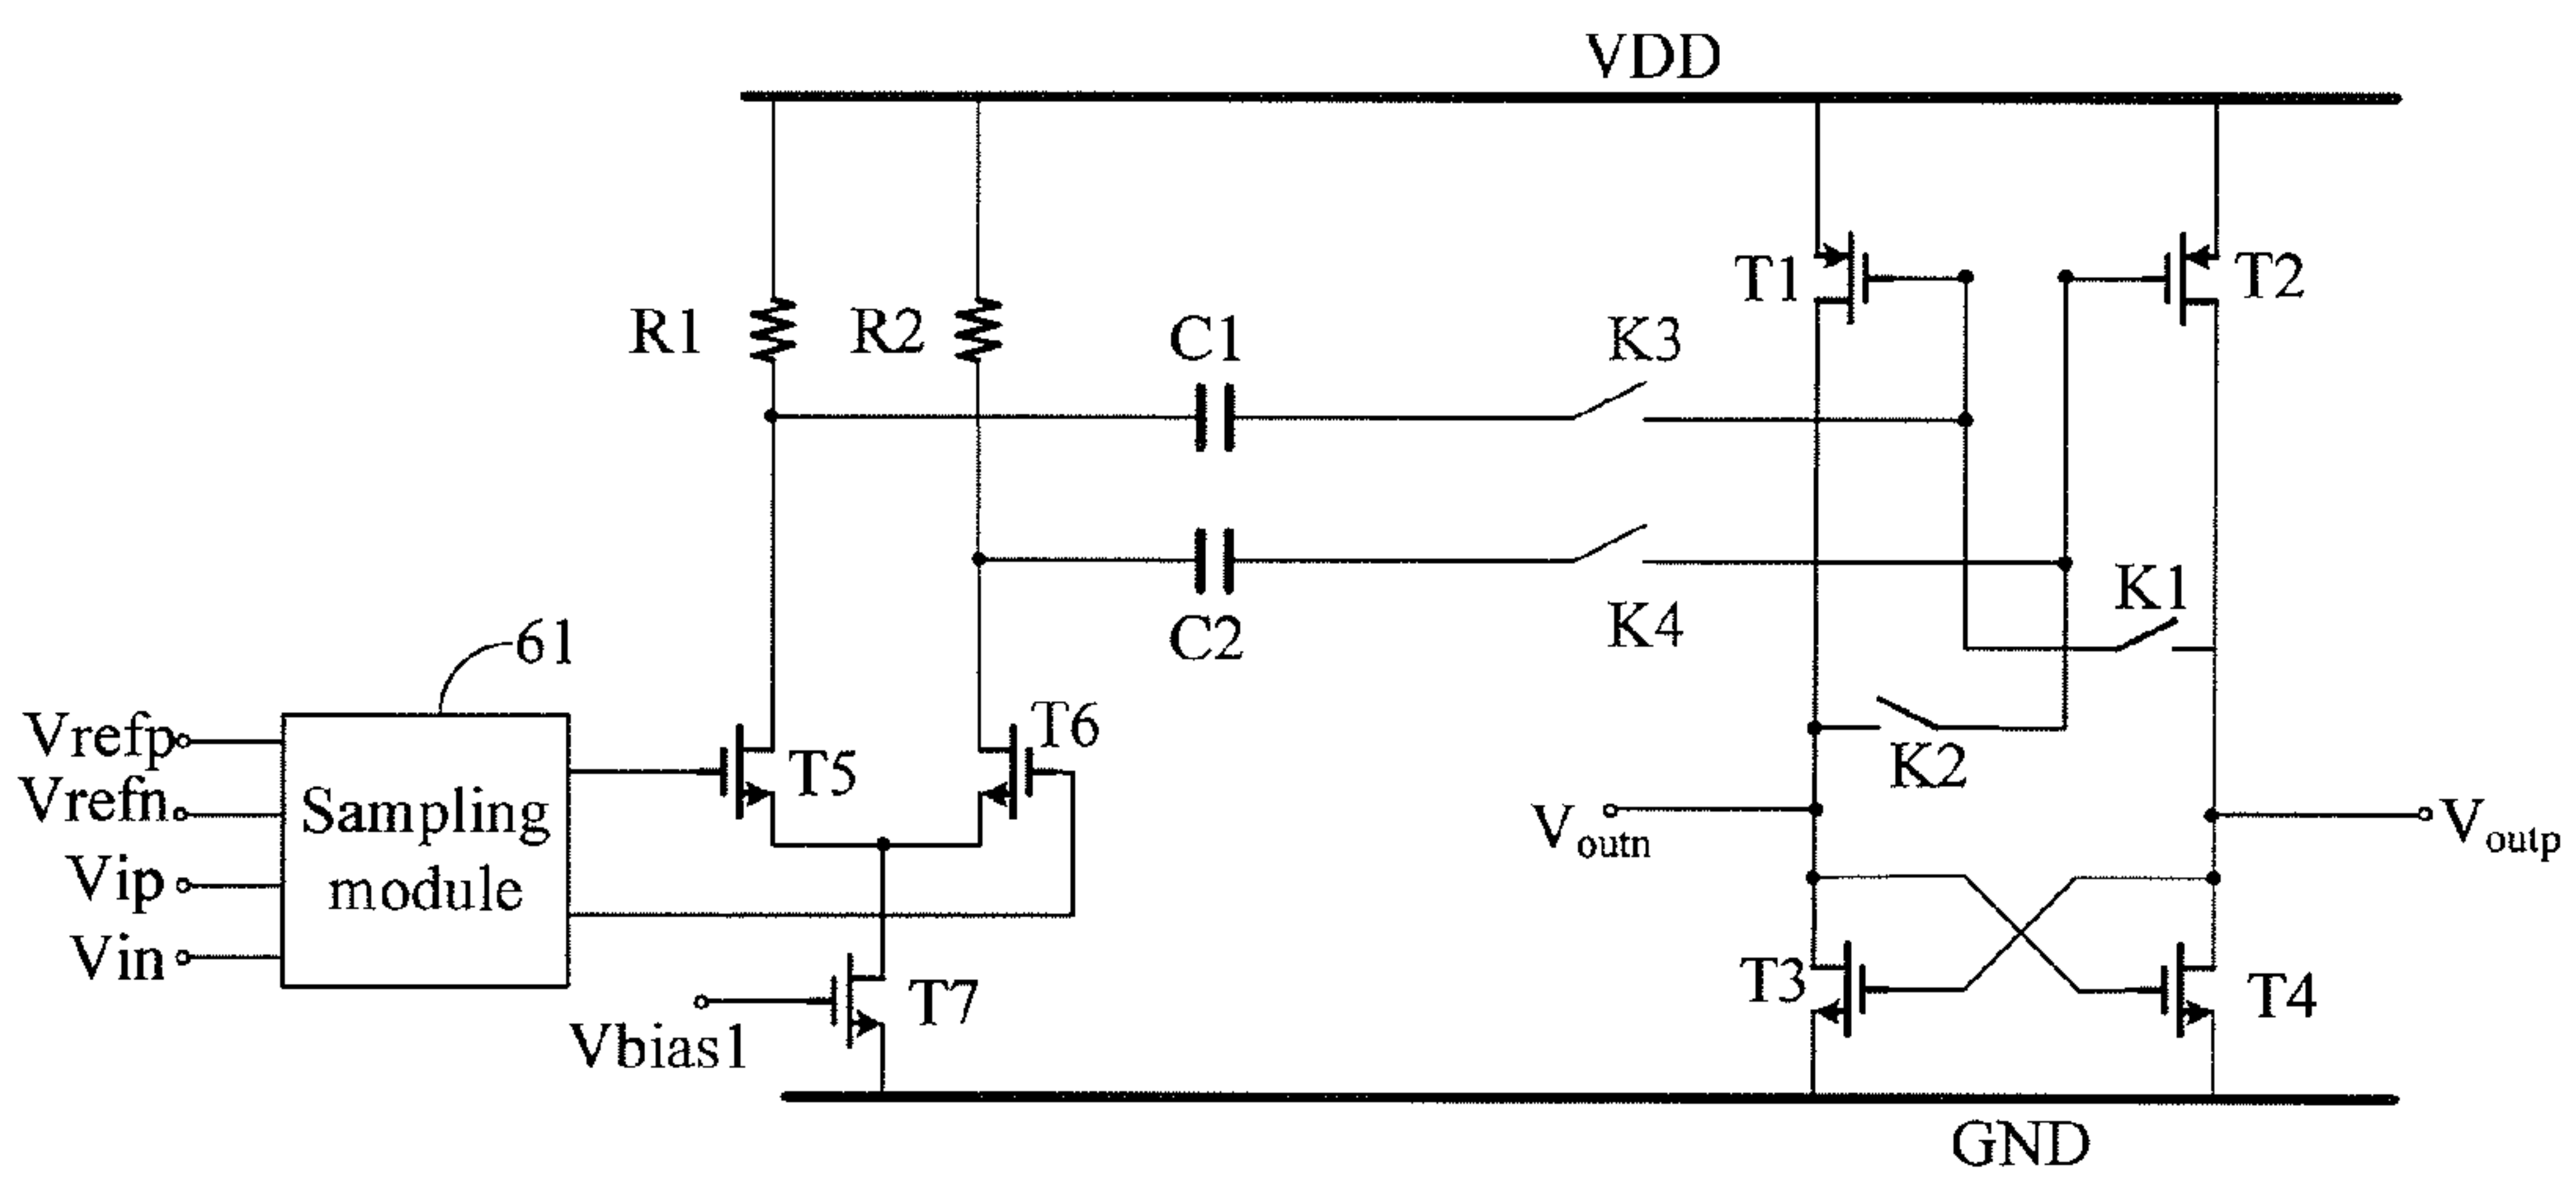 VDD
T1
T2
R1
R2
C1
K3
C2
K4
K1
K2
61
Vrefp
Vrefn
Vip
Vin
Sampling
module
T5
T6
Voutn
Voutp
T3
T4
T7
Vbias1
GND